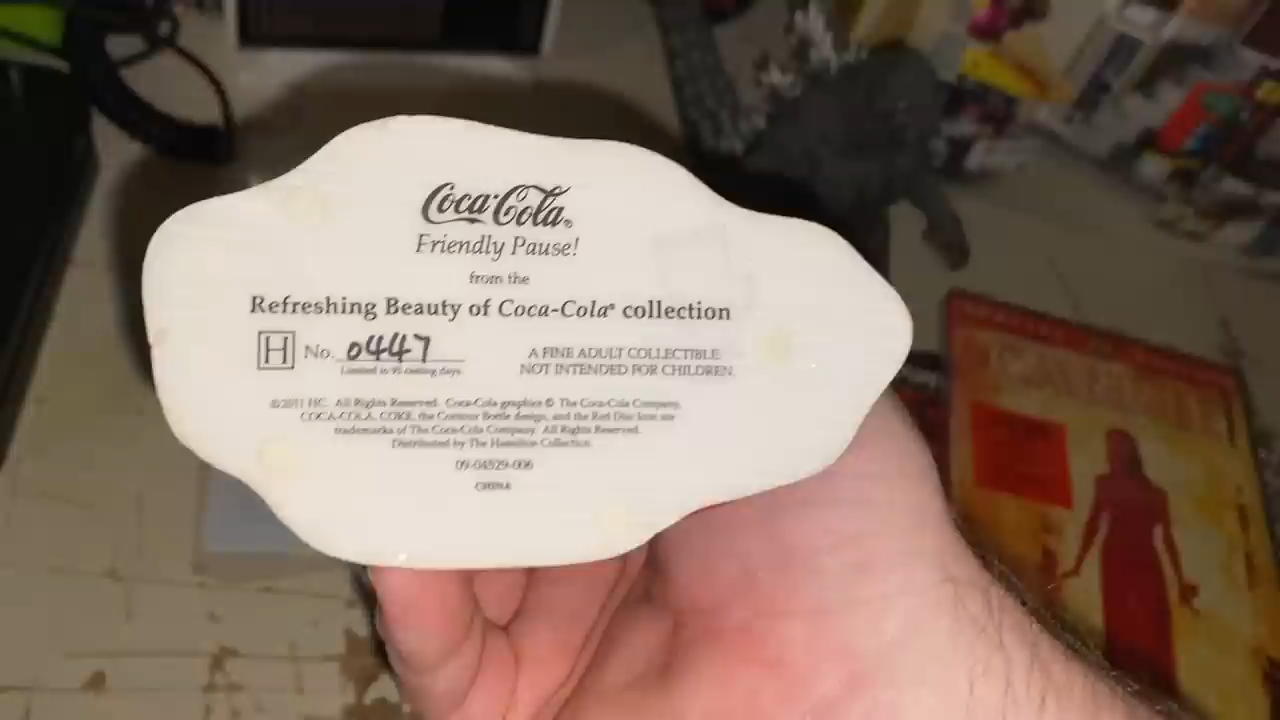 Coca-Cola®
Friendly Pause!
from the
Refreshing Beauty of Coca-Cola® collection
H No. 0447
Limited to 95 casting days.
A FINE ADULT COLLECTIBLE.
NOT INTENDED FOR CHILDREN.
©2011 HC. All Rights Reserved. Coca-Cola graphics © The Coca-Cola Company.
COCA-COLA, COKE, the Contour Bottle design, and the Red Disc Icon are
trademarks of The Coca-Cola Company. All Rights Reserved.
Distributed by The Hamilton Collection.
09-04529-006
CHINA